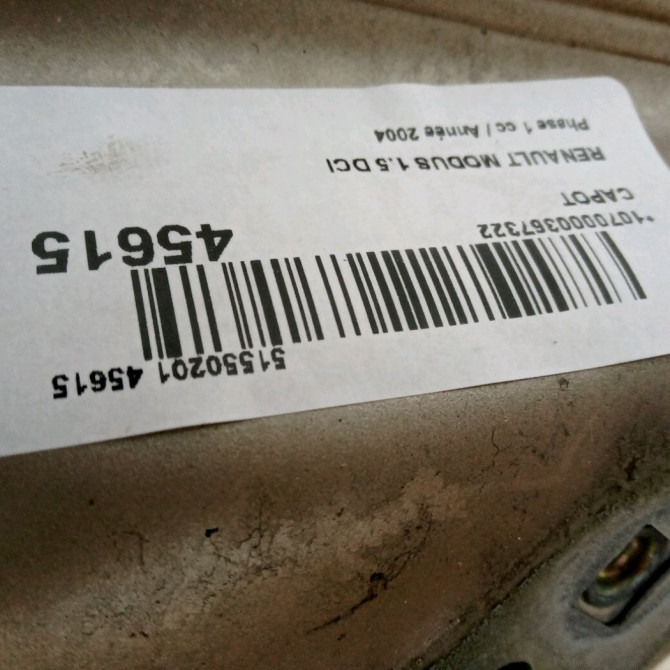 51550201 45615
*1070000367322 45615
CAPOT
RENAULT MODUS 1.5 DCI
Phase 1 cc / Année 2004